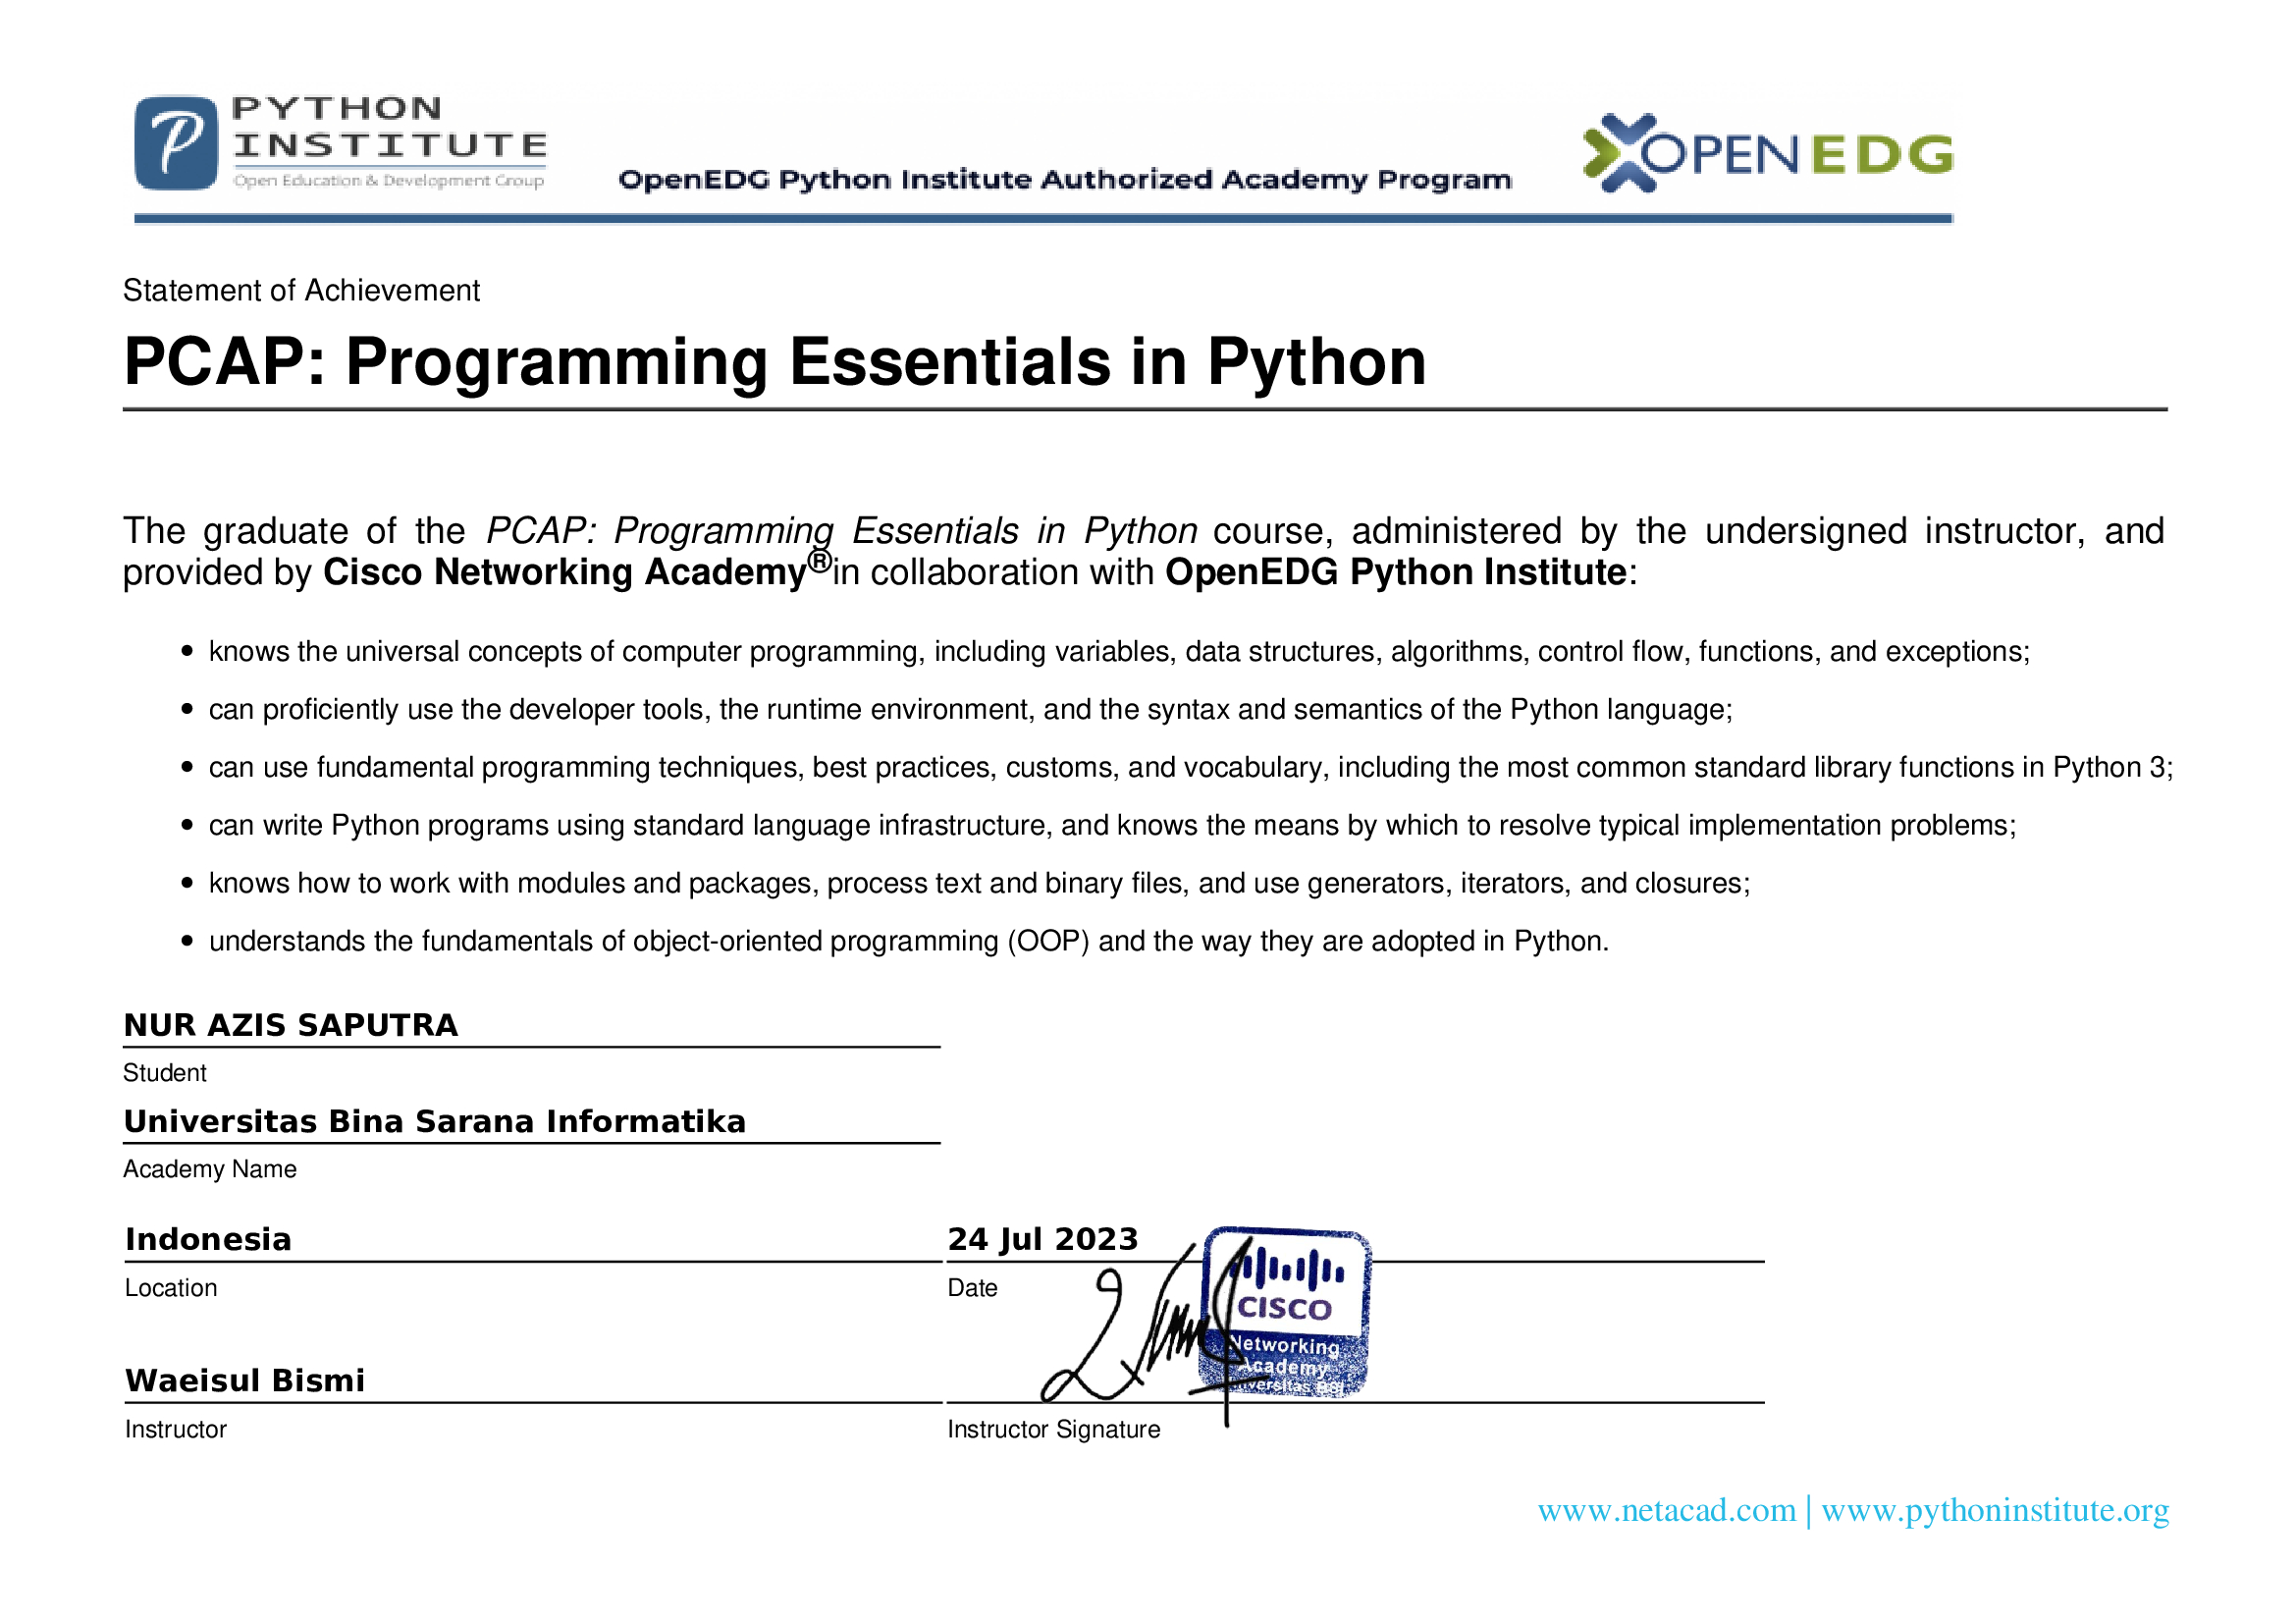 PYTHON
INSTITUTE
Open Education & Development Group
OpenEDG Python Institute Authorized Academy Program
OPENEDG
Statement of Achievement
PCAP: Programming Essentials in Python
The graduate of the PCAP: Programming Essentials in Python course, administered by the undersigned instructor, and
provided by Cisco Networking Academy®in collaboration with OpenEDG Python Institute:
• knows the universal concepts of computer programming, including variables, data structures, algorithms, control flow, functions, and exceptions;
• can proficiently use the developer tools, the runtime environment, and the syntax and semantics of the Python language;
• can use fundamental programming techniques, best practices, customs, and vocabulary, including the most common standard library functions in Python 3;
• can write Python programs using standard language infrastructure, and knows the means by which to resolve typical implementation problems;
• knows how to work with modules and packages, process text and binary files, and use generators, iterators, and closures;
• understands the fundamentals of object-oriented programming (OOP) and the way they are adopted in Python.
NUR AZIS SAPUTRA
Student
Universitas Bina Sarana Informatika
Academy Name
Indonesia
Location
24 Jul 2023
Date
CISCO
Networking
Academy
Waeisul Bismi
Instructor
Instructor Signature
www.netacad.com | www.pythoninstitute.org